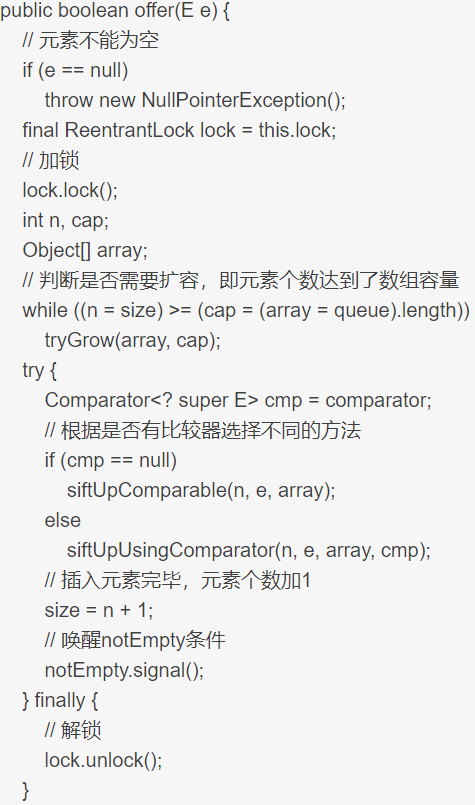 public boolean offer(E e) {
    // 元素不能为空
    if (e == null)
        throw new NullPointerException();
    final ReentrantLock lock = this.lock;
    // 加锁
    lock.lock();
    int n, cap;
    Object[] array;
    // 判断是否需要扩容，即元素个数达到了数组容量
    while ((n = size) >= (cap = (array = queue).length))
        tryGrow(array, cap);
    try {
        Comparator<? super E> cmp = comparator;
        // 根据是否有比较器选择不同的方法
        if (cmp == null)
            siftUpComparable(n, e, array);
        else
            siftUpUsingComparator(n, e, array, cmp);
        // 插入元素完毕，元素个数加1
        size = n + 1;
        // 唤醒notEmpty条件
        notEmpty.signal();
    } finally {
        // 解锁
        lock.unlock();
    }